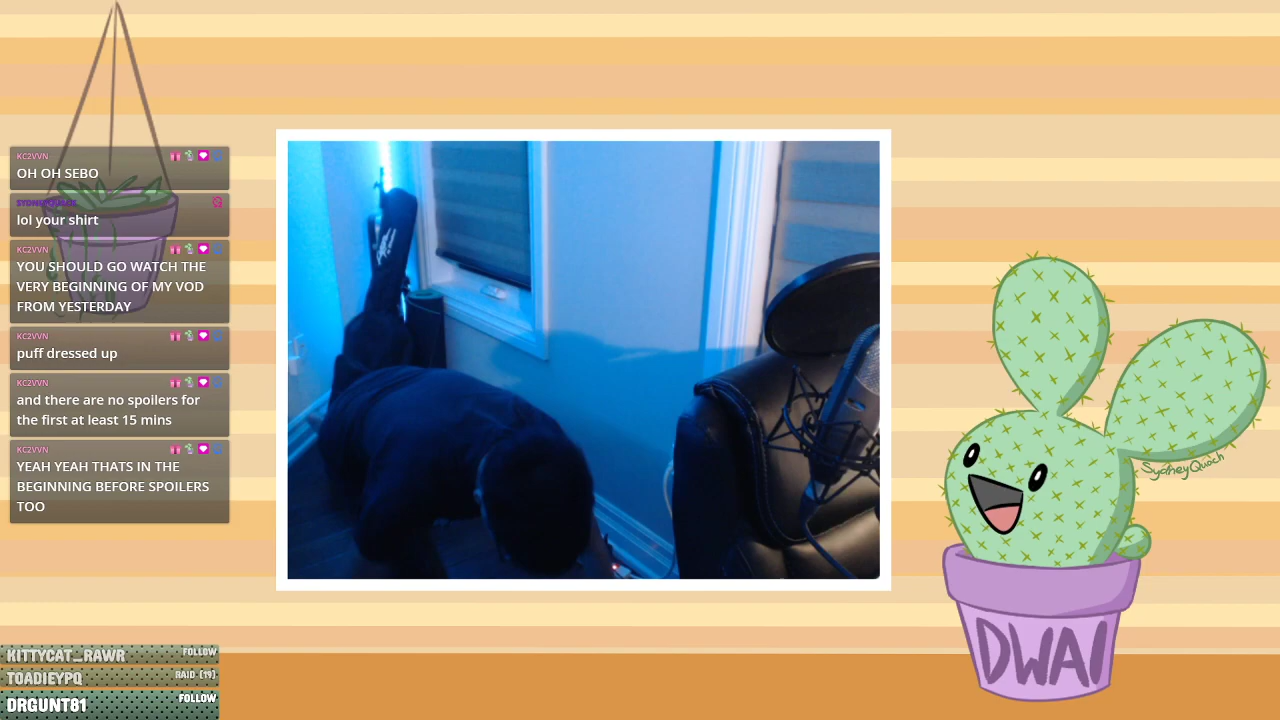 KC2VVN
OH OH SEBO
lol your shirt
KC2VVN
YOU SHOULD GO WATCH THE
VERY BEGINNING OF MY VOD
FROM YESTERDAY
KC2VVN
puff dressed up
KC2VVN
and there are no spoilers for
the first at least 15 mins
KC2VVN
YEAH YEAH THATS IN THE
BEGINNING BEFORE SPOILERS
TOO
KITTYCAT_RAWR FOLLOW
TOADIEYPQ RAID (19)
DRGUNT81 FOLLOW
SydneyQuach
DWAI